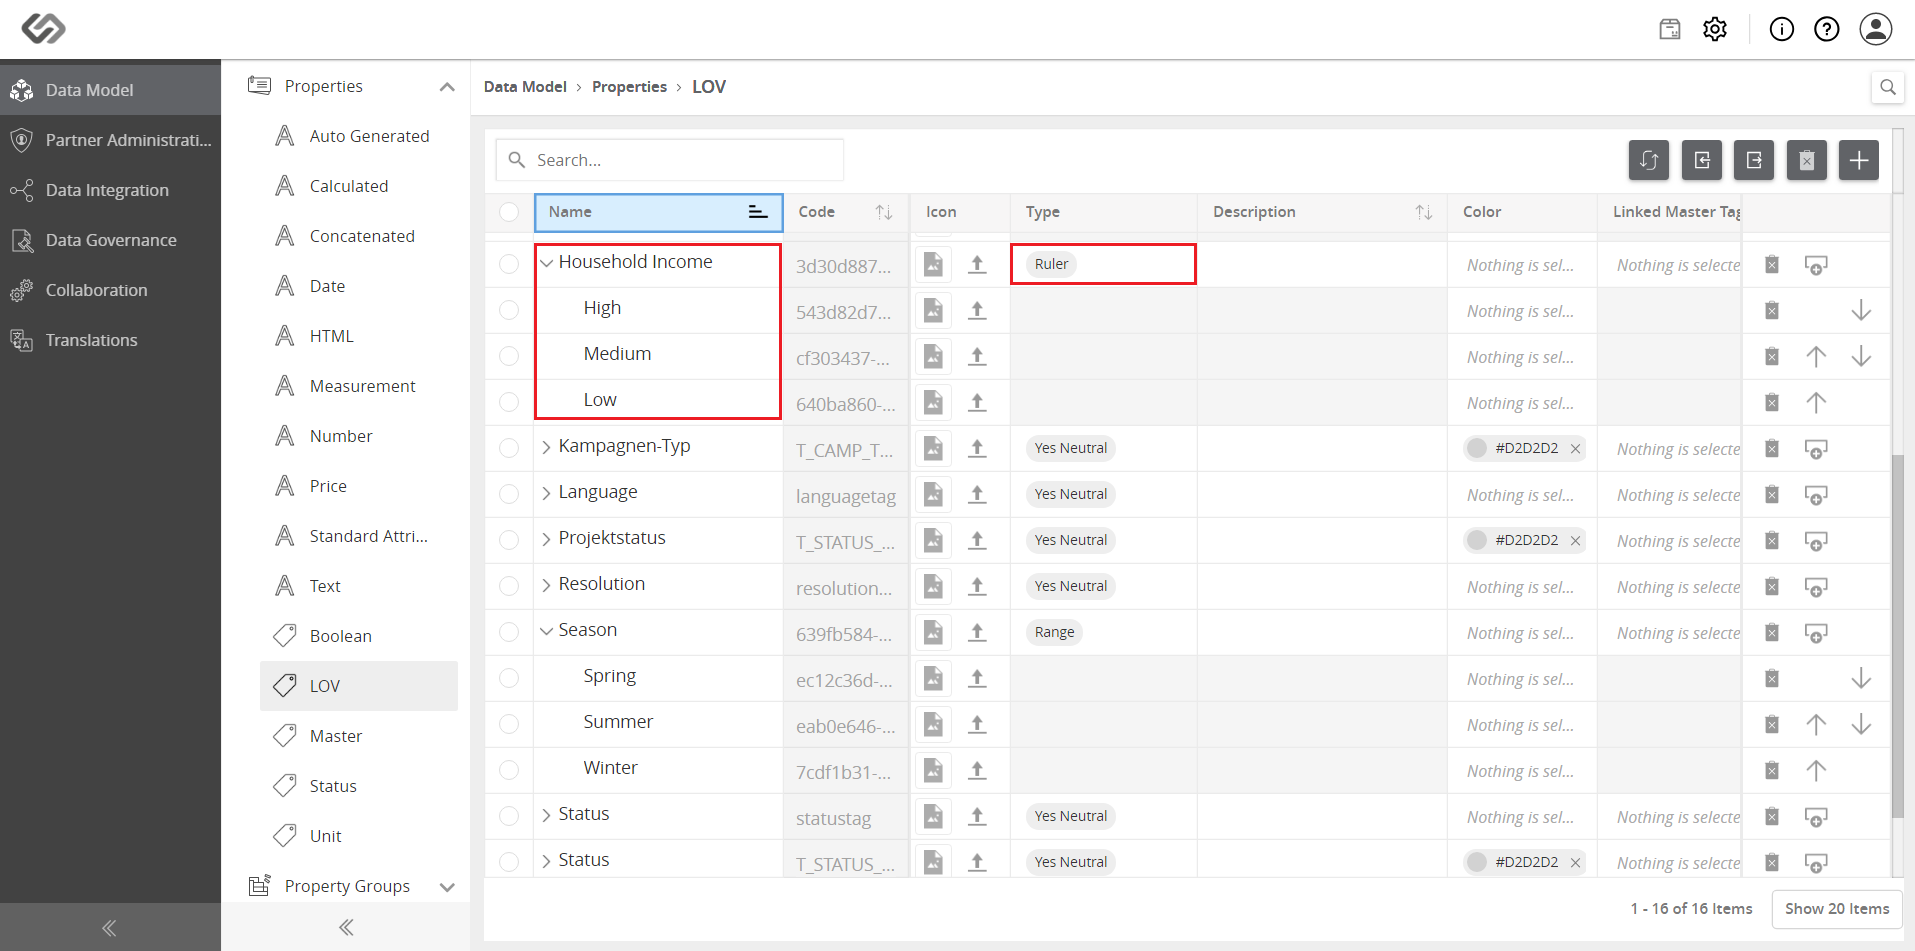 Data Model
Partner Administrati...
Data Integration
Data Governance
Collaboration
Translations
Properties
Auto Generated
Calculated
Concatenated
Date
HTML
Measurement
Number
Price
Standard Attri...
Text
Boolean
LOV
Master
Status
Unit
Property Groups
Data Model > Properties > LOV
Search...
Name Code Icon Type Description Color Linked Master Tag
Household Income 3d30d887... Ruler Nothing is sel... Nothing is selecte
High 543d82d7... Nothing is sel...
Medium cf303437-... Nothing is sel...
Low 640ba860-... Nothing is sel...
Kampagnen-Typ T_CAMP_T... Yes Neutral #D2D2D2 Nothing is selecte
Language languagetag Yes Neutral Nothing is sel... Nothing is selecte
Projektstatus T_STATUS_... Yes Neutral #D2D2D2 Nothing is selecte
Resolution resolution... Yes Neutral Nothing is sel... Nothing is selecte
Season 639fb584-... Range Nothing is sel... Nothing is selecte
Spring ec12c36d-... Nothing is sel...
Summer eab0e646-... Nothing is sel...
Winter 7cdf1b31-... Nothing is sel...
Status statustag Yes Neutral Nothing is sel... Nothing is selecte
Status T_STATUS_... Yes Neutral #D2D2D2 Nothing is selecte
1 - 16 of 16 Items Show 20 Items